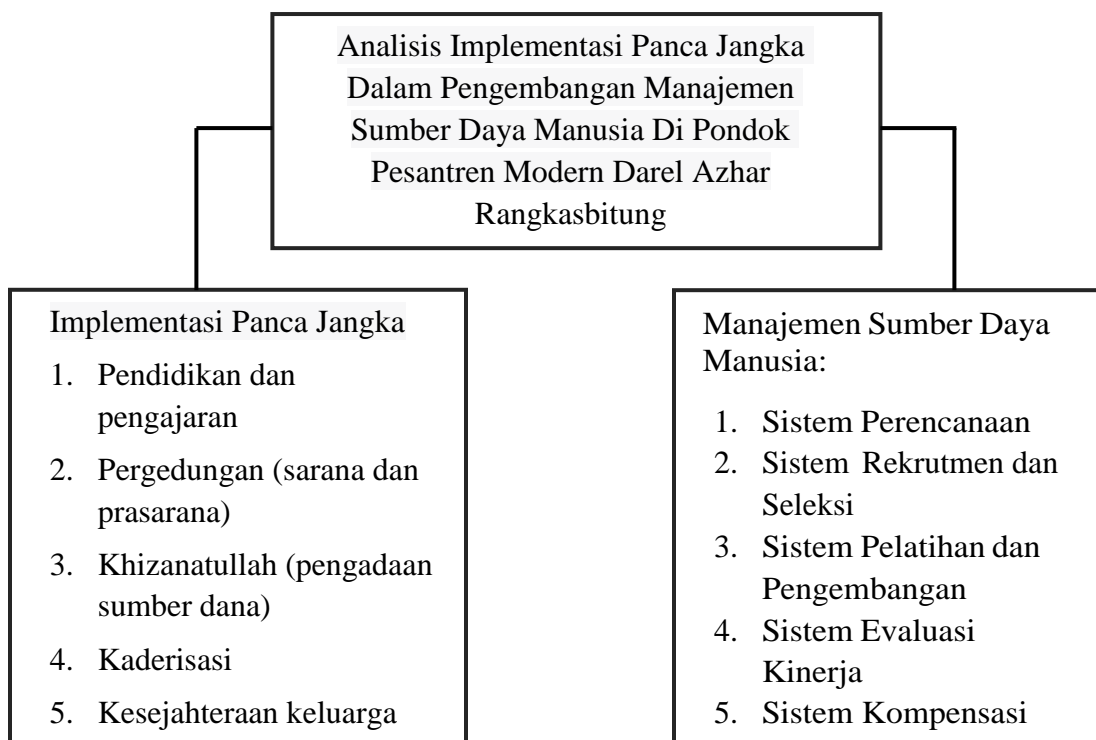 Analisis Implementasi Panca Jangka
Dalam Pengembangan Manajemen
Sumber Daya Manusia Di Pondok
Pesantren Modern Darel Azhar
Rangkasbitung
Implementasi Panca Jangka
1. Pendidikan dan
pengajaran
2. Pergedungan (sarana dan
prasarana)
3. Khizanatullah (pengadaan
sumber dana)
4. Kaderisasi
5. Kesejahteraan keluarga
Manajemen Sumber Daya
Manusia:
1. Sistem Perencanaan
2. Sistem Rekrutmen dan
Seleksi
3. Sistem Pelatihan dan
Pengembangan
4. Sistem Evaluasi
Kinerja
5. Sistem Kompensasi